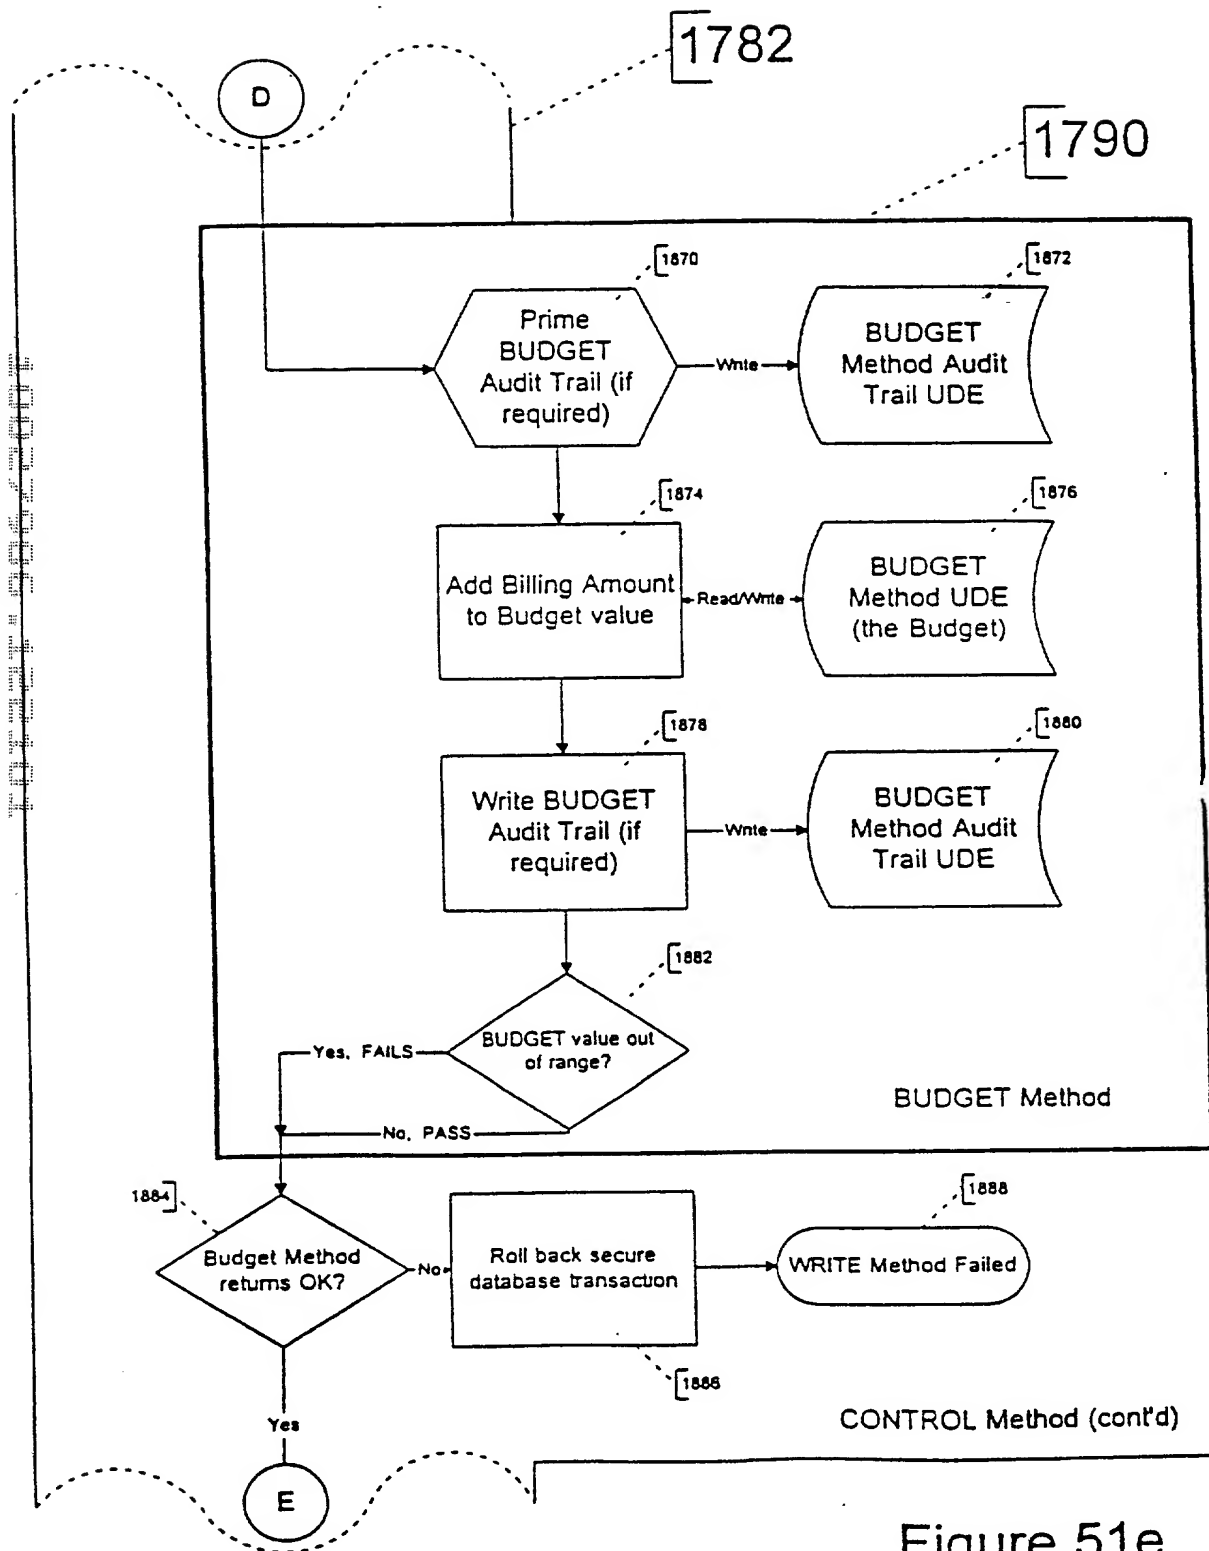 1782
D
1790
1870
1872
Prime
BUDGET
Audit Trail (if
required)
Write
BUDGET
Method Audit
Trail UDE
1874
1876
Add Billing Amount
to Budget value
Read/Write
BUDGET
Method UDE
(the Budget)
1878
1880
Write BUDGET
Audit Trail (if
required)
Write
BUDGET
Method Audit
Trail UDE
1882
BUDGET value out
of range?
Yes, FAILS
No, PASS
BUDGET Method
1884
1888
Budget Method
returns OK?
No
Roll back secure
database transaction
WRITE Method Failed
1886
Yes
CONTROL Method (cont'd)
E
Figure 51e